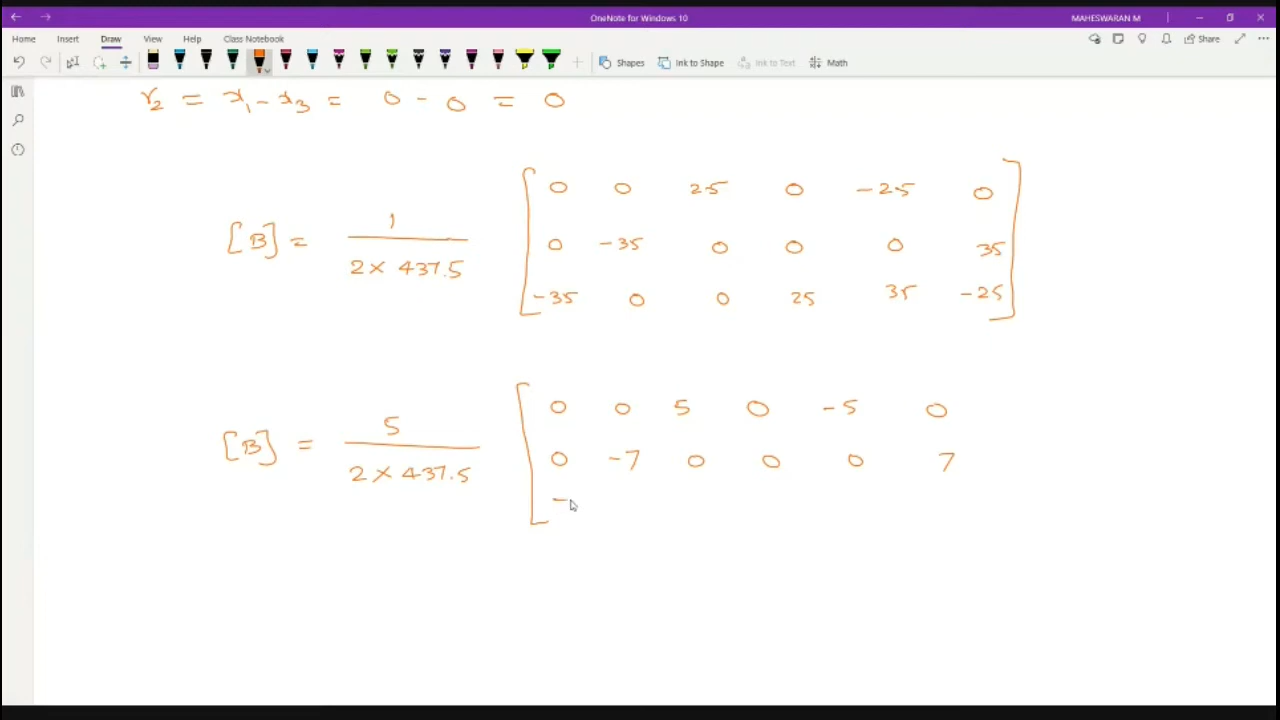 OneNote for Windows 10
MAHESWARAN M
Home Insert Draw View Help Class Notebook
Share
Shapes Ink to Shape Ink to Text Math
r₂ = x₁ - x₃ = 0 - 0 = 0
[B] = 1 / (2 × 437.5)
0 0 25 0 -25 0
0 -35 0 0 0 35
-35 0 0 25 35 -25
[B] = 5 / (2 × 437.5)
0 0 5 0 -5 0
0 -7 0 0 0 7
-